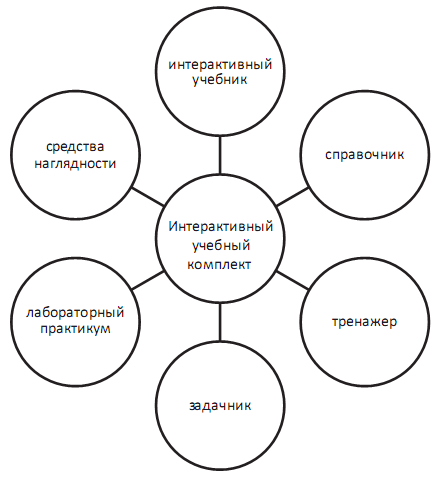 интерактивный
учебник
средства
наглядности
справочник
Интерактивный
учебный
комплект
лабораторный
практикум
тренажер
задачник